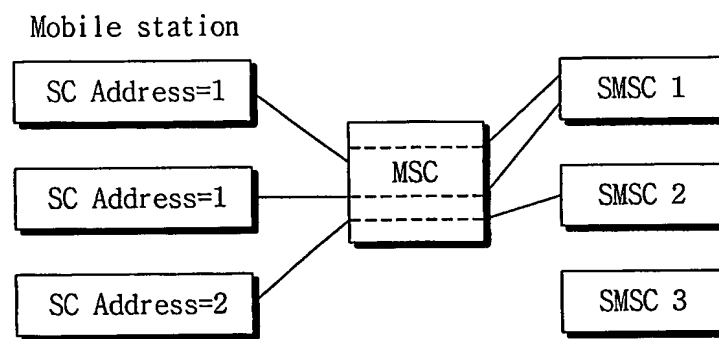 Mobile station
SC Address=1
SC Address=1
SC Address=2
MSC
SMSC 1
SMSC 2
SMSC 3